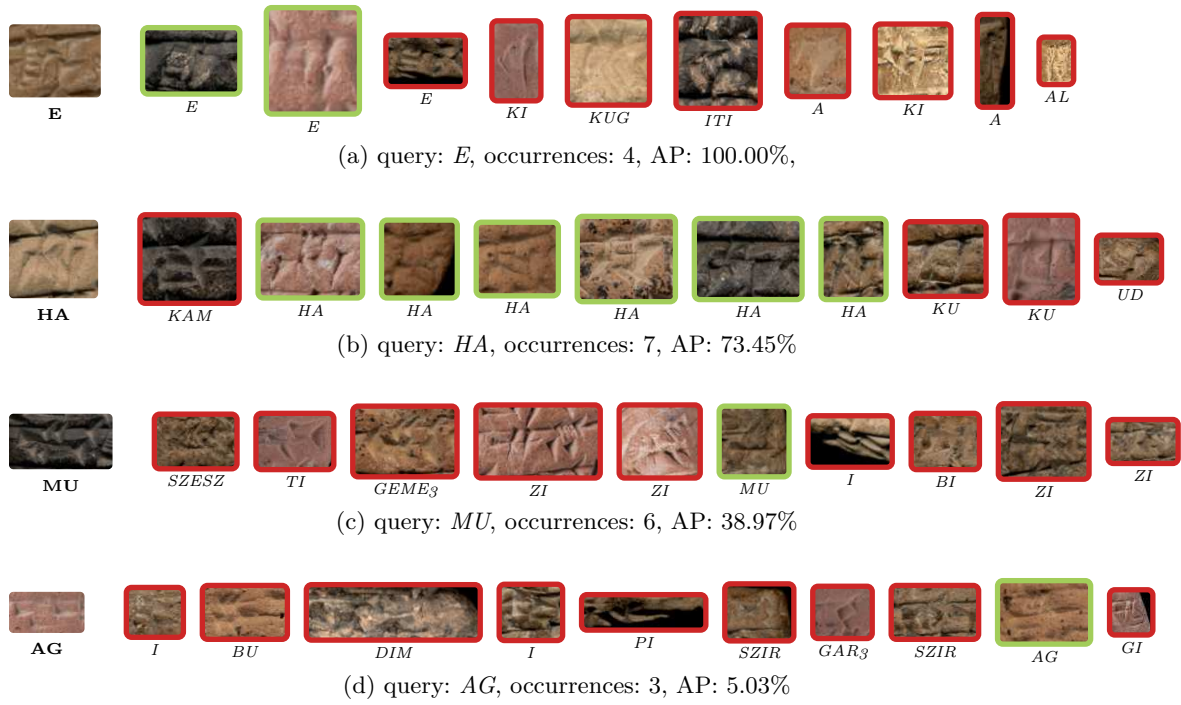 E E E E KI KUG ITI A KI A AL
(a) query: E, occurrences: 4, AP: 100.00%,
HA KAM HA HA HA HA HA HA KU KU UD
(b) query: HA, occurrences: 7, AP: 73.45%
MU SZESZ TI GEME3 ZI ZI MU I BI ZI ZI
(c) query: MU, occurrences: 6, AP: 38.97%
AG I BU DIM I PI SZIR GAR3 SZIR AG GI
(d) query: AG, occurrences: 3, AP: 5.03%